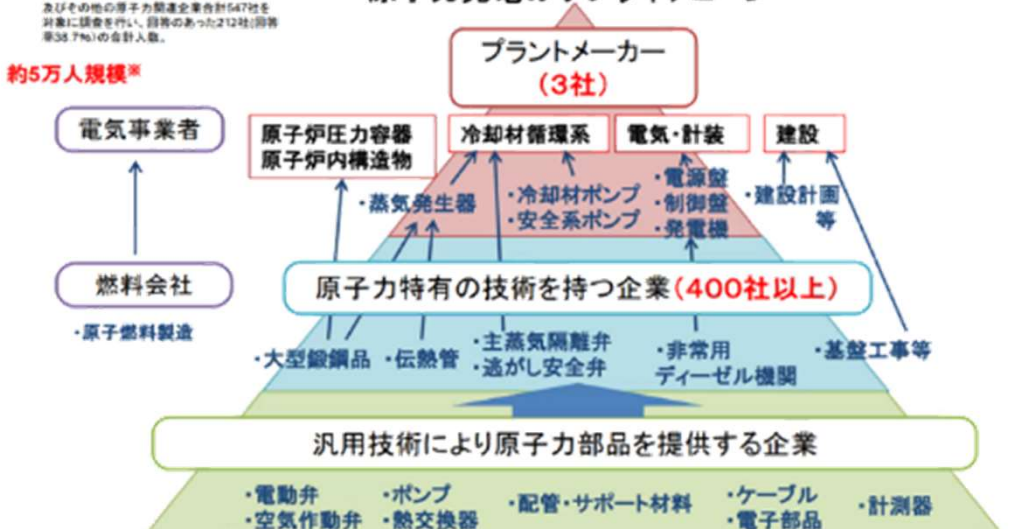 及びその他の原子力関連企業合計547社を
対象に調査を行い、回答のあった212社(回答
率38.7%)の合計人数。
約5万人規模※
プラントメーカー
(3社)
電気事業者
原子炉圧力容器
原子炉内構造物
冷却材循環系
電気・計装
建設
・蒸気発生器
・冷却材ポンプ
・安全系ポンプ
・電源盤
・制御盤
・発電機
・建設計画
等
燃料会社
・原子燃料製造
原子力特有の技術を持つ企業(400社以上)
・大型鍛鋼品
・伝熱管
・主蒸気隔離弁
・逃がし安全弁
・非常用
ディーゼル機関
・基盤工事等
汎用技術により原子力部品を提供する企業
・電動弁
・空気作動弁
・ポンプ
・熱交換器
・配管・サポート材料
・ケーブル
・電子部品
・計測器